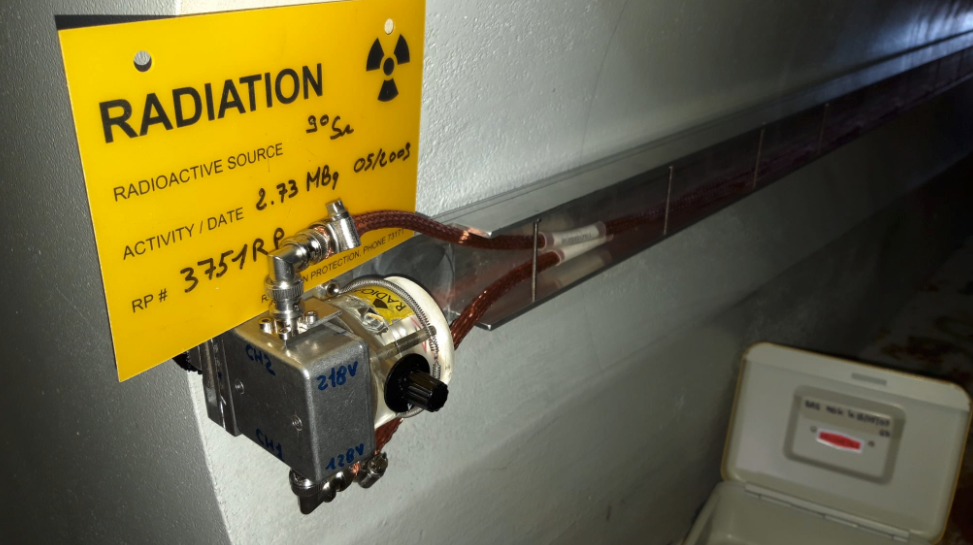 RADIATION
RADIOACTIVE SOURCE 90Sr
ACTIVITY / DATE 2.73 MBq 05/2003
RP # 3751RP
PROTECTION, PHONE
RADIO
CH2
218V
CH1
128V